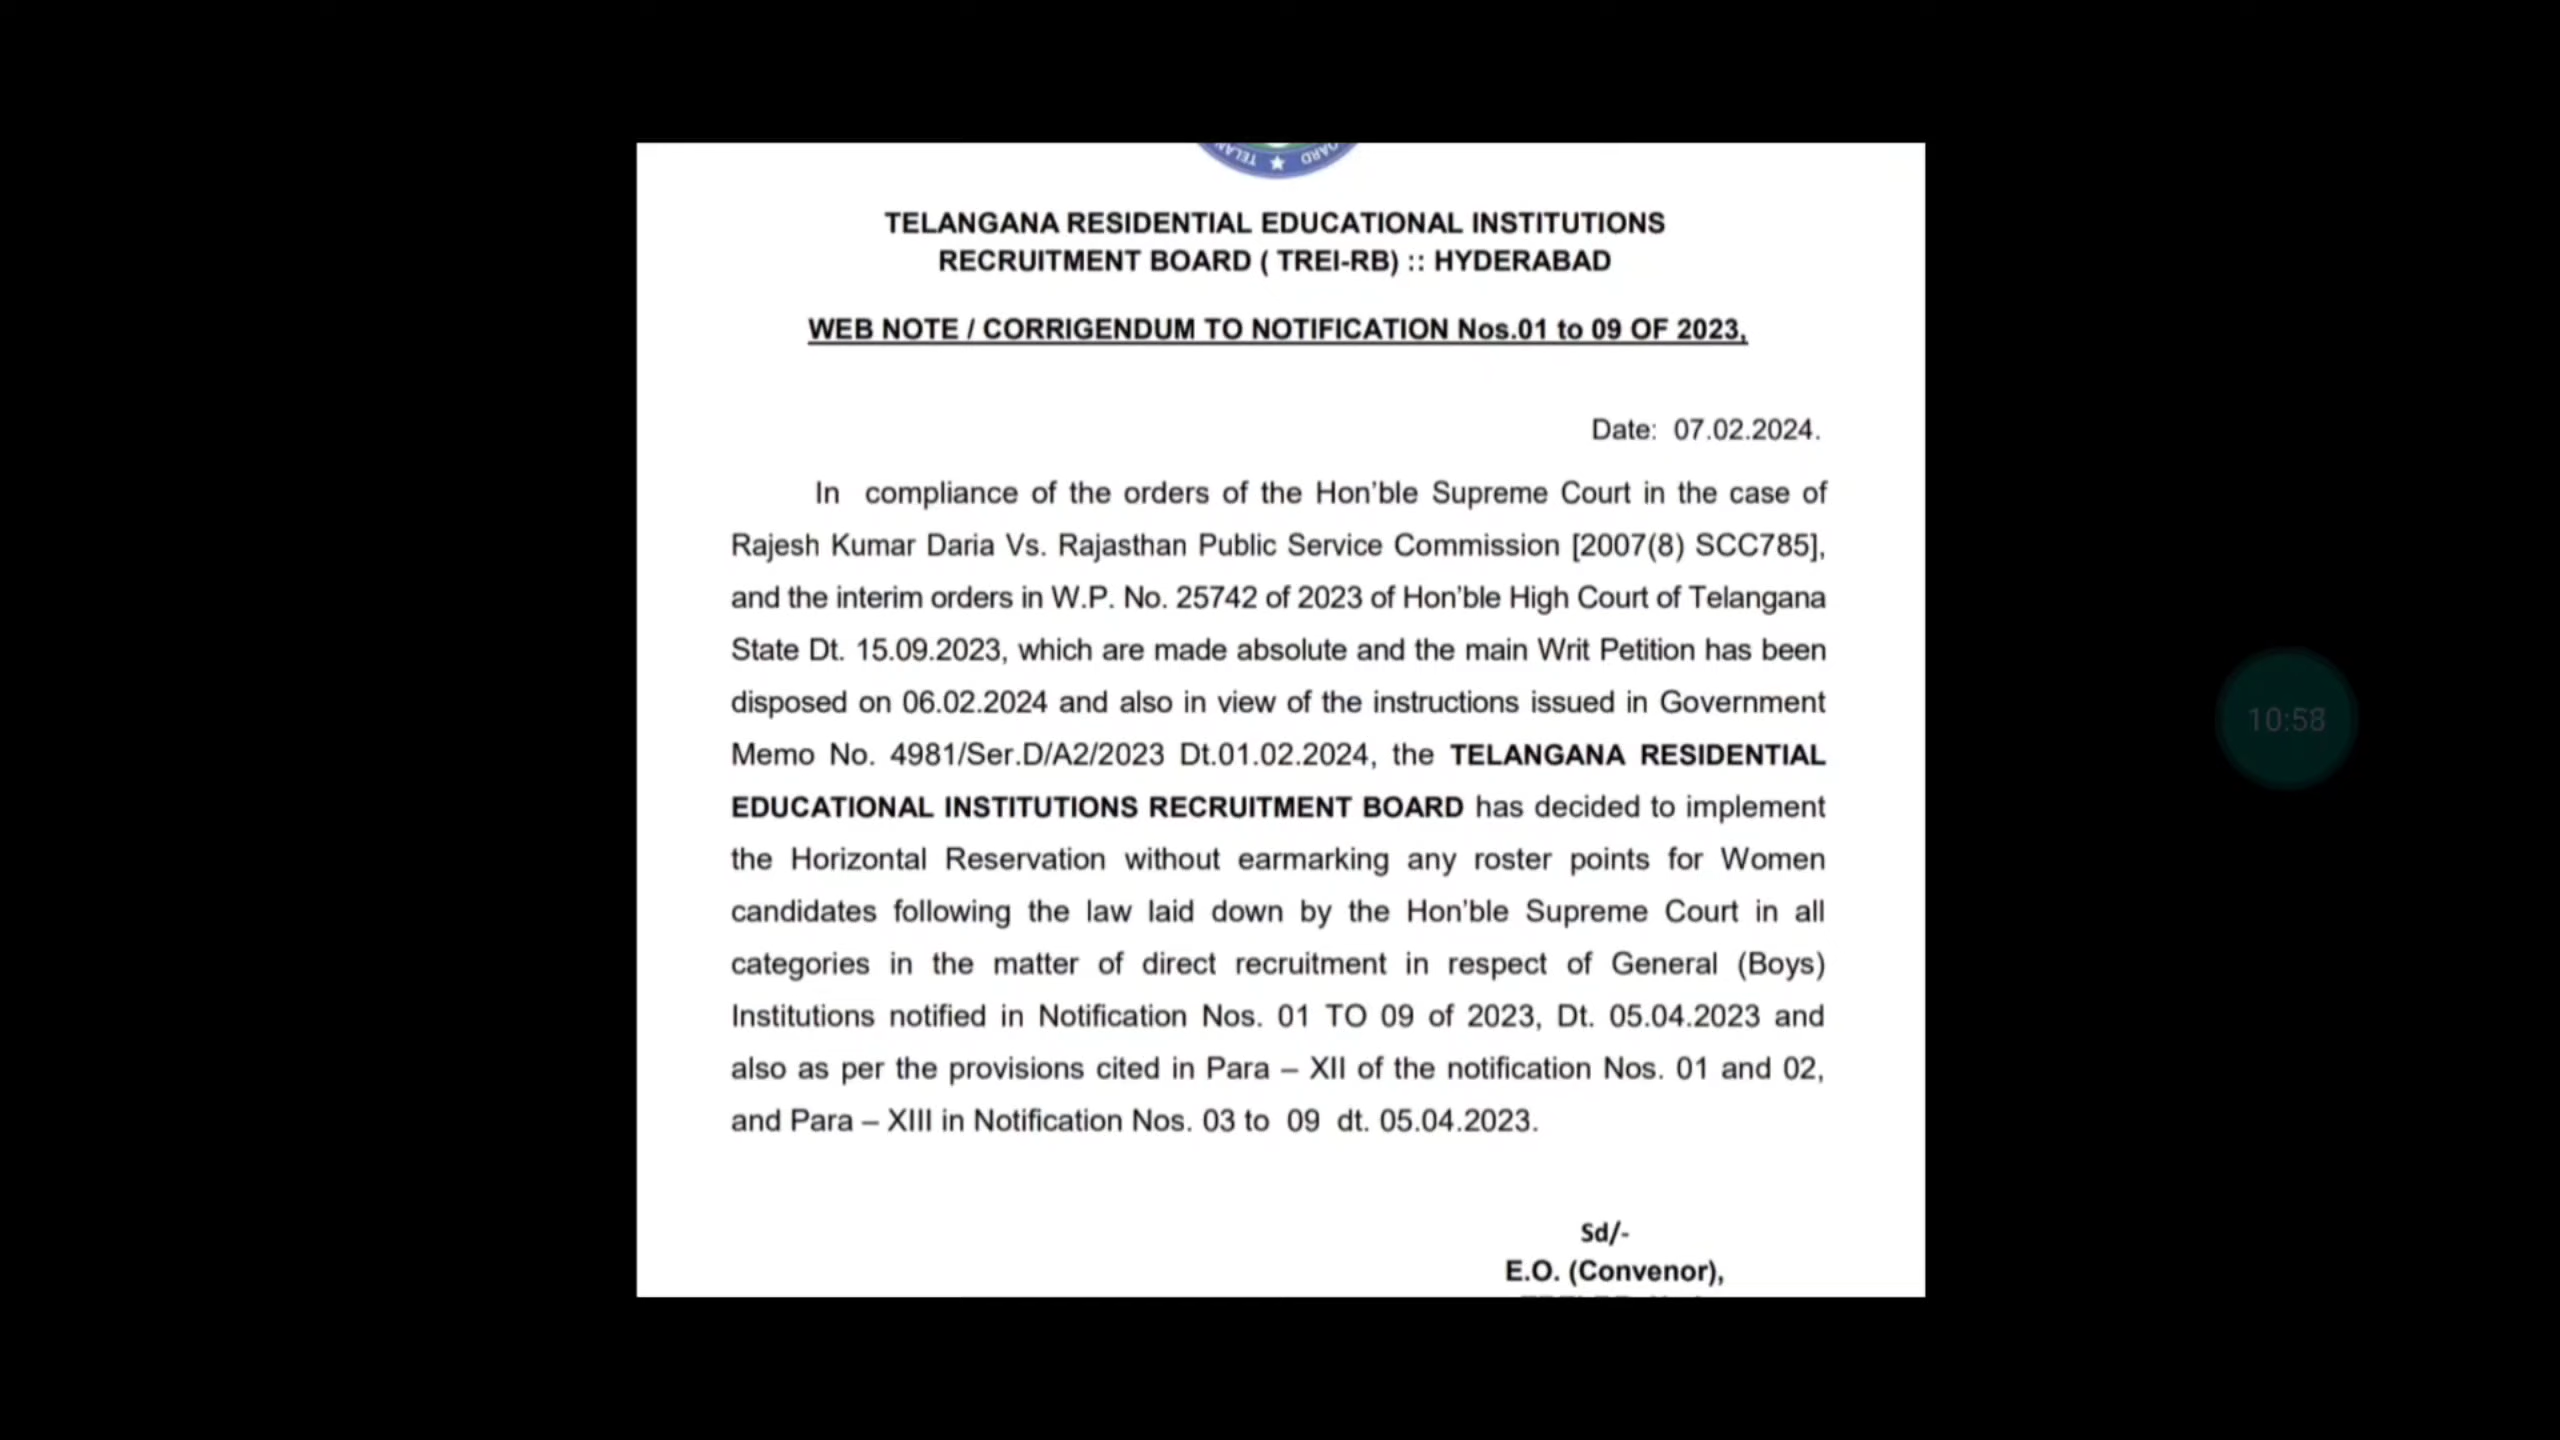 TELAN ★ OARD
TELANGANA RESIDENTIAL EDUCATIONAL INSTITUTIONS
RECRUITMENT BOARD ( TREI-RB) :: HYDERABAD
WEB NOTE / CORRIGENDUM TO NOTIFICATION Nos.01 to 09 OF 2023,
Date: 07.02.2024.
In compliance of the orders of the Hon’ble Supreme Court in the case of
Rajesh Kumar Daria Vs. Rajasthan Public Service Commission [2007(8) SCC785],
and the interim orders in W.P. No. 25742 of 2023 of Hon’ble High Court of Telangana
State Dt. 15.09.2023, which are made absolute and the main Writ Petition has been
disposed on 06.02.2024 and also in view of the instructions issued in Government
Memo No. 4981/Ser.D/A2/2023 Dt.01.02.2024, the TELANGANA RESIDENTIAL
EDUCATIONAL INSTITUTIONS RECRUITMENT BOARD has decided to implement
the Horizontal Reservation without earmarking any roster points for Women
candidates following the law laid down by the Hon’ble Supreme Court in all
categories in the matter of direct recruitment in respect of General (Boys)
Institutions notified in Notification Nos. 01 TO 09 of 2023, Dt. 05.04.2023 and
also as per the provisions cited in Para – XII of the notification Nos. 01 and 02,
and Para – XIII in Notification Nos. 03 to 09 dt. 05.04.2023.
Sd/-
E.O. (Convenor),
10:58